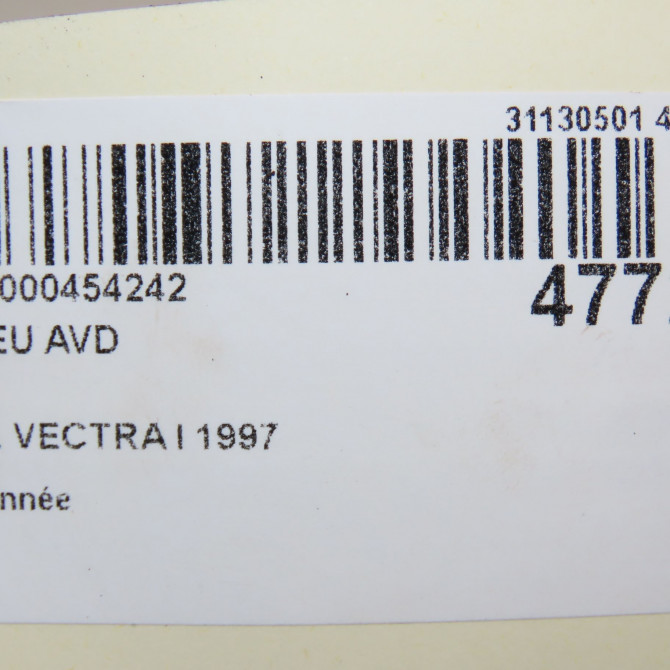 31130501 4
000454242
477
EU AVD
VECTRA I 1997
nnée